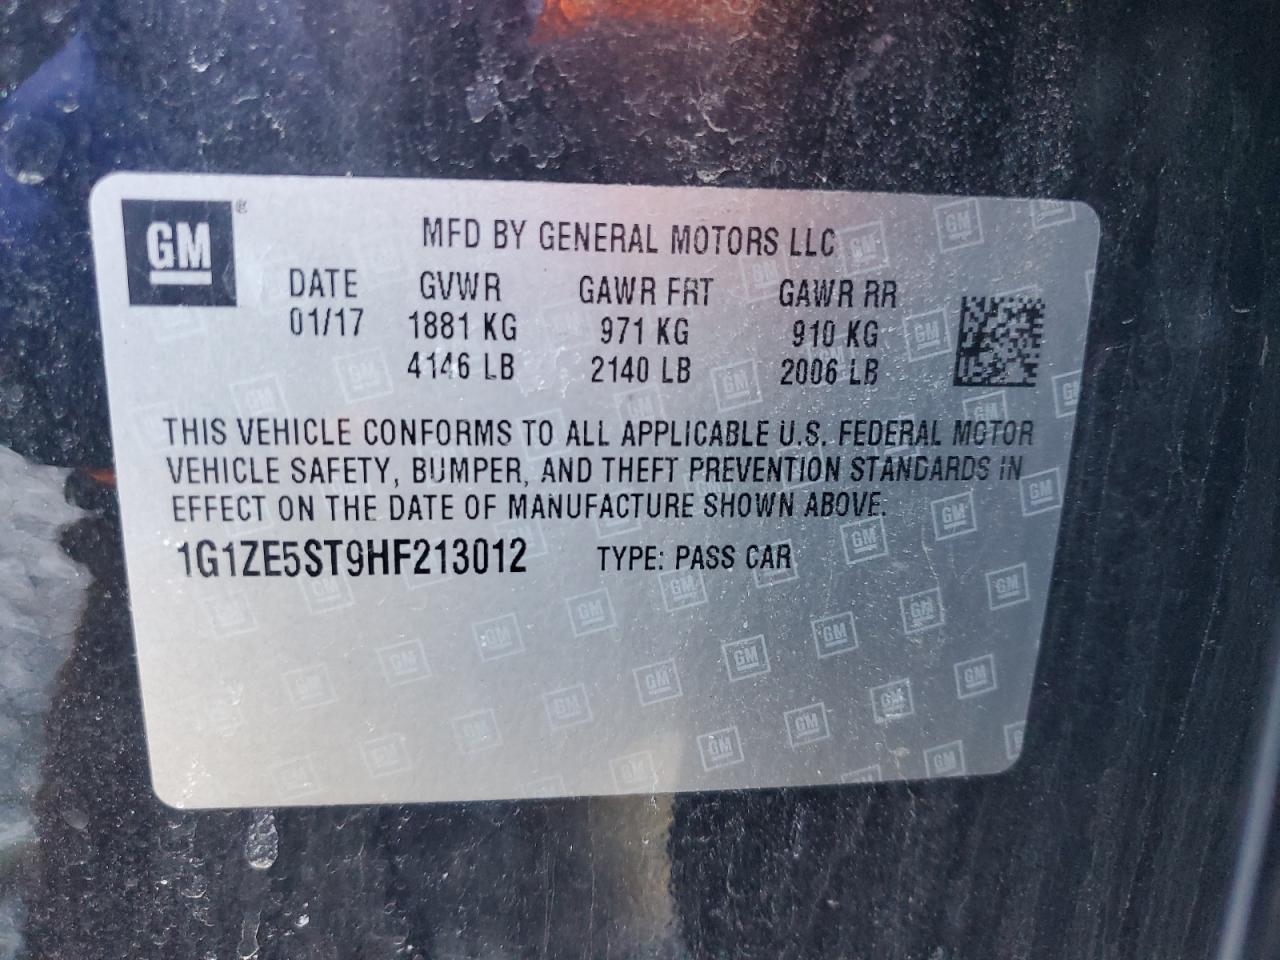 GM ®
MFD BY GENERAL MOTORS LLC
DATE GVWR GAWR FRT GAWR RR
01/17 1881 KG 971 KG 910 KG
4146 LB 2140 LB 2006 LB
THIS VEHICLE CONFORMS TO ALL APPLICABLE U.S. FEDERAL MOTOR
VEHICLE SAFETY, BUMPER, AND THEFT PREVENTION STANDARDS IN
EFFECT ON THE DATE OF MANUFACTURE SHOWN ABOVE.
1G1ZE5ST9HF213012 TYPE: PASS CAR